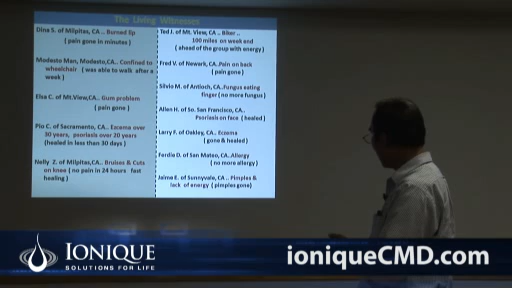 The Living Witnesses
Dina S. of Milpitas, CA .. Burned lip
( pain gone in minutes )
Modesto Man, Modesto,CA.. Confined to
wheelchair ( was able to walk after a
week )
Elsa C. of Mt.View,CA.. Gum problem
( pain gone )
Pio C. of Sacramento, CA.. Eczema over
30 years, psoriasis over 20 years
(healed in less than 30 days )
Nelly Z. of Milpitas,CA.. Bruises & Cuts
on knee ( no pain in 24 hours fast
healing )
Ted J. of Mt. View, CA .. Biker ..
100 miles on week end
( ahead of the group with energy )
Fred V. of Newark, CA.. Pain on back
( pain gone )
Silvio M. of Antioch, CA..Fungus eating
finger ( no more fungus )
Allen H. of So. San Francisco, CA..
Psoriasis on face ( healed )
Larry F. of Oakley, CA.. Eczema
( gone & healed )
Ferdie D. of San Mateo, CA. Allergy
( no more allergy )
Jaime E. of Sunnyvale, CA .. Pimples &
lack of energy ( pimples gone )
IONIQUE
SOLUTIONS FOR LIFE
ioniqueCMD.com